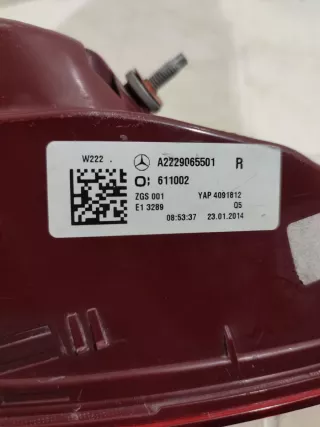 W222 . A2229065501 R
O: 611002
ZGS 001 YAP 4091812
E1 3289 05
08:53:37 23.01.2014